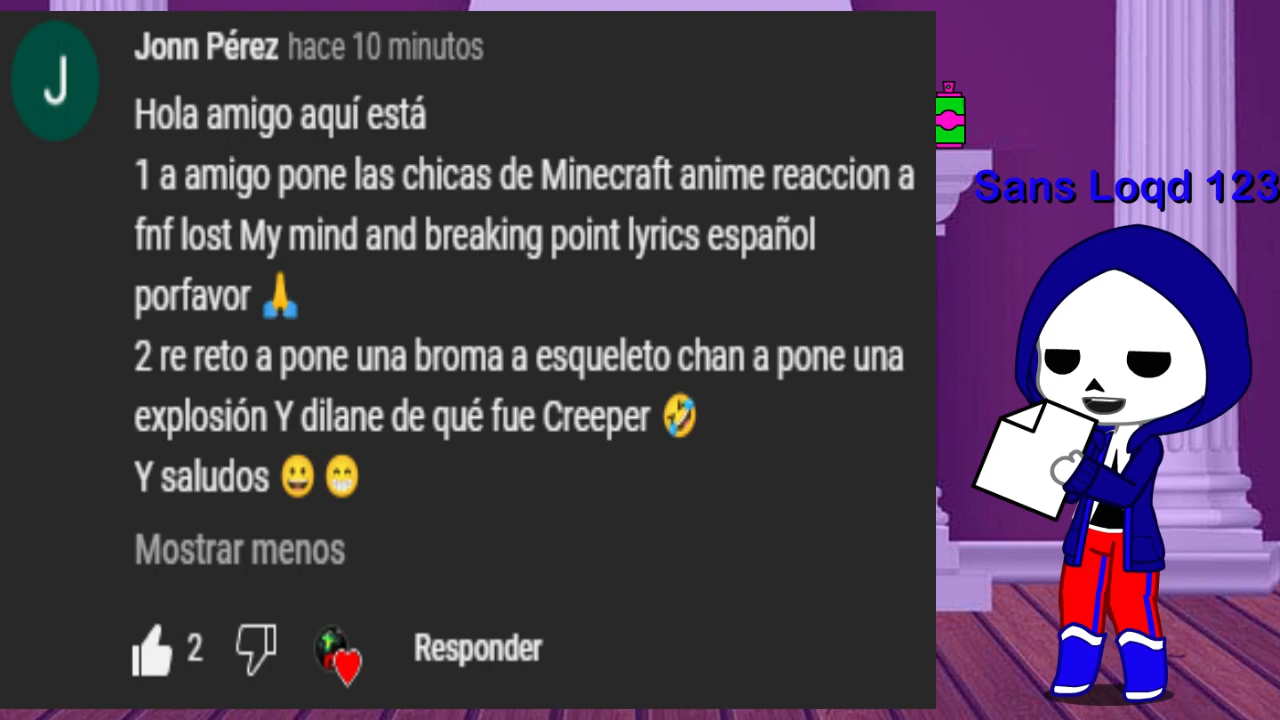 J
Jonn Pérez hace 10 minutos
Hola amigo aquí está
1 a amigo pone las chicas de Minecraft anime reaccion a
fnf lost My mind and breaking point lyrics español
porfavor 🙏
2 re reto a pone una broma a esqueleto chan a pone una
explosión Y dilane de qué fue Creeper 🤣
Y saludos 😀 😁
Mostrar menos
2
Responder
Sans Loqd 123